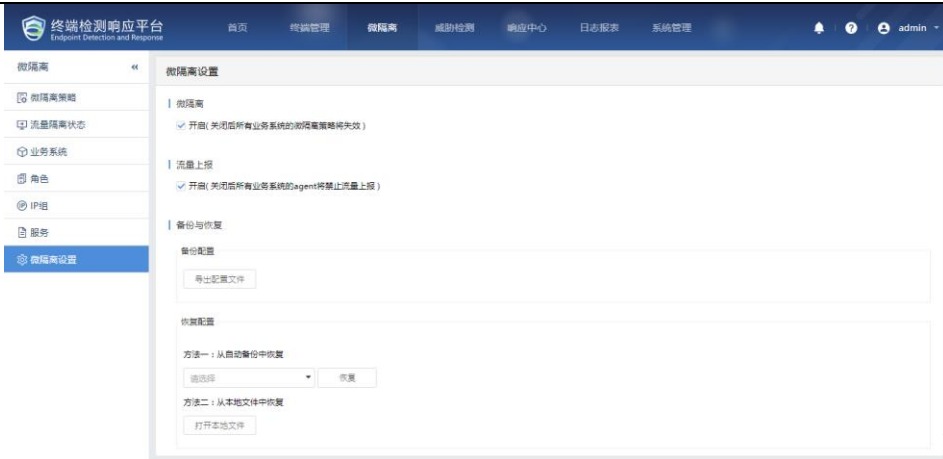 终端检测响应平台
Endpoint Detection and Response
首页 终端管理 微隔离 威胁检测 响应中心 日志报表 系统管理
admin
微隔离
微隔离策略
流量隔离状态
业务系统
角色
IP组
服务
微隔离设置
微隔离设置
微隔离
开启(关闭后所有业务系统的微隔离策略将失效)
流量上报
开启(关闭后所有业务系统的agent将禁止流量上报)
备份与恢复
备份配置
导出配置文件
恢复配置
方法一：从自动备份中恢复
请选择 恢复
方法二：从本地文件中恢复
打开本地文件